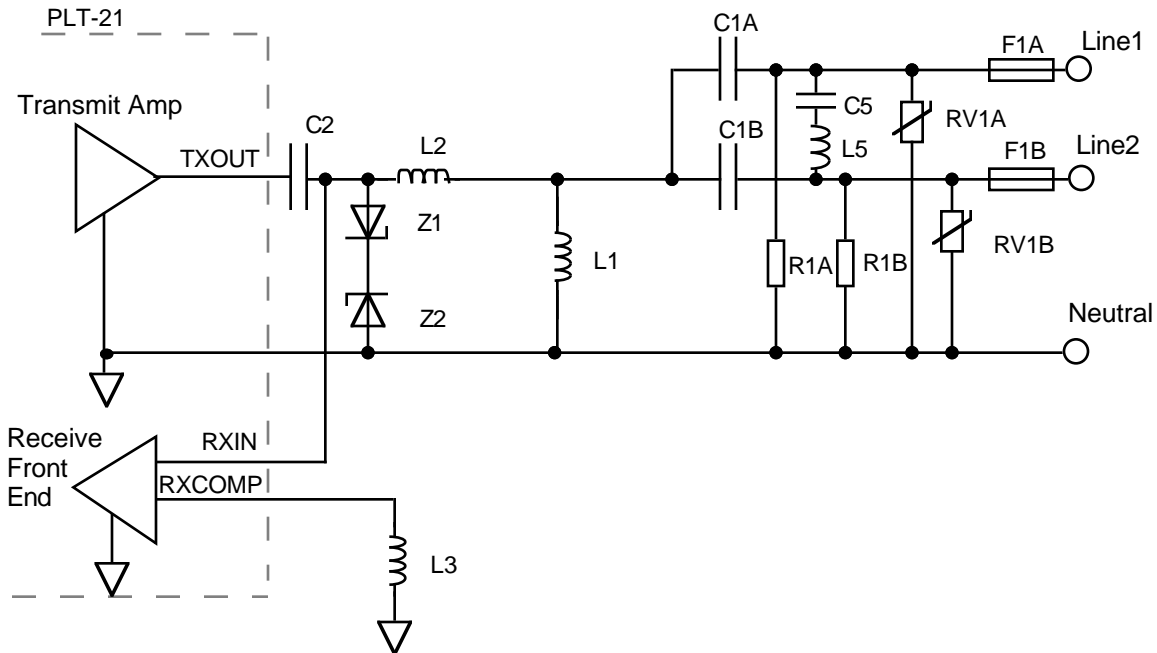 PLT-21
C1A
F1A
Line1
Transmit Amp
C2
C5
RV1A
TXOUT
L2
C1B
L5
F1B
Line2
Z1
L1
R1A
R1B
RV1B
Z2
Neutral
Receive
Front
End
RXIN
RXCOMP
L3